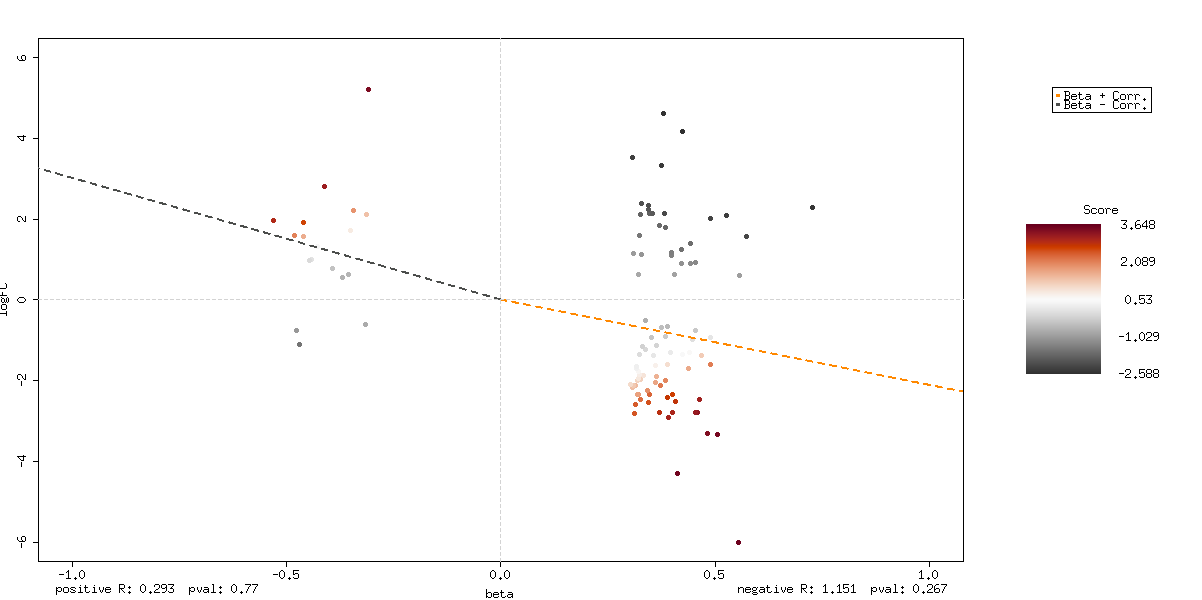 Beta + Corr.
Beta - Corr.
Score
3.648
2.089
0.53
-1.029
-2.588
6
4
2
0
-2
-4
-6
logFC
-1.0
-0.5
0.0
0.5
1.0
positive R: 0.293 pval: 0.77
beta
negative R: 1.151 pval: 0.267